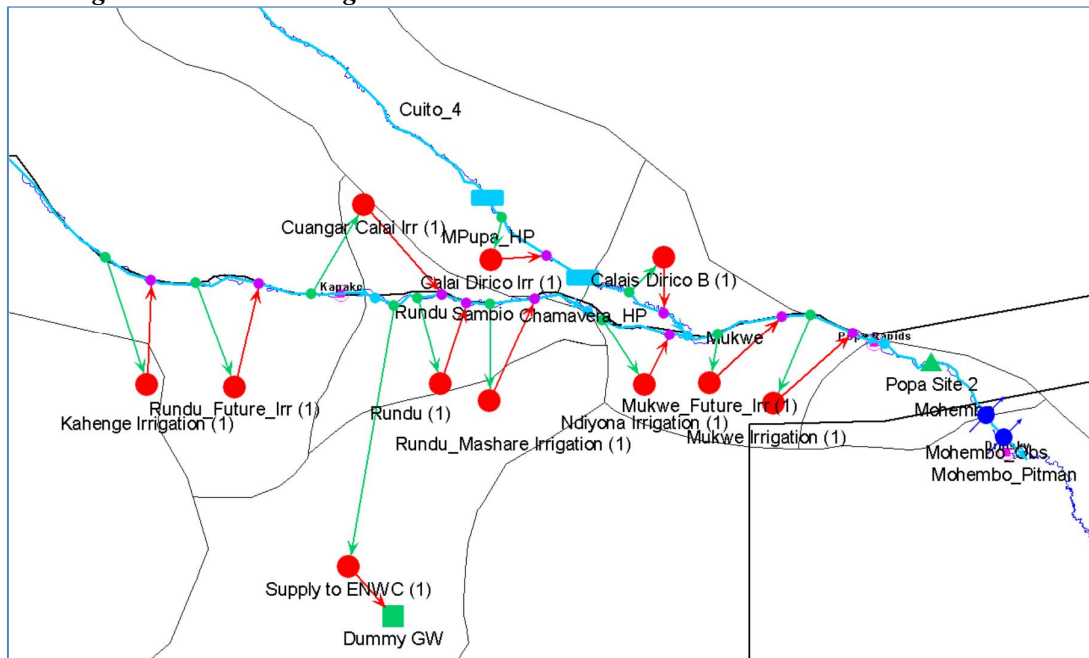 Cuito_4
Cuangar Calai Irr (1)
MPupa_HP
Kapako
Calai Dirico Irr (1)
Calais Dirico B (1)
Rundu
Sambio
Chamavera_HP
Mukwe
Popa Rapids
Popa Site 2
Kahenge Irrigation (1)
Rundu_Future_Irr (1)
Rundu (1)
Rundu_Mashare Irrigation (1)
Ndiyona Irrigation (1)
Mukwe_Future_Irr (1)
Mukwe Irrigation (1)
Mohembo
Mohembo_Obs
Mohembo_Pitman
Supply to ENWC (1)
Dummy GW